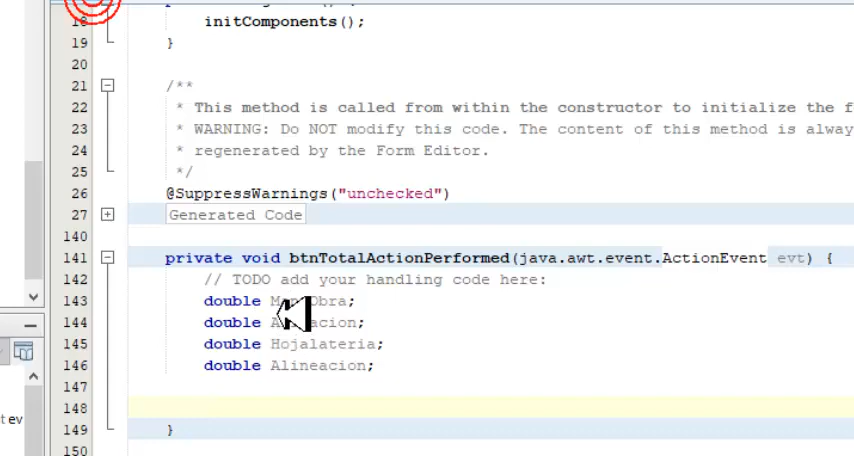 18
initComponents();
19 }
20
21 /**
22 * This method is called from within the constructor to initialize the f
23 * WARNING: Do NOT modify this code. The content of this method is alway
24 * regenerated by the Form Editor.
25 */
26 @SuppressWarnings("unchecked")
27 Generated Code
140
141 private void btnTotalActionPerformed(java.awt.event.ActionEvent evt) {
142 // TODO add your handling code here:
143 double Obra;
144 double
145 double Hojalateria;
146 double Alineacion;
147
148
149 }
150
t ev